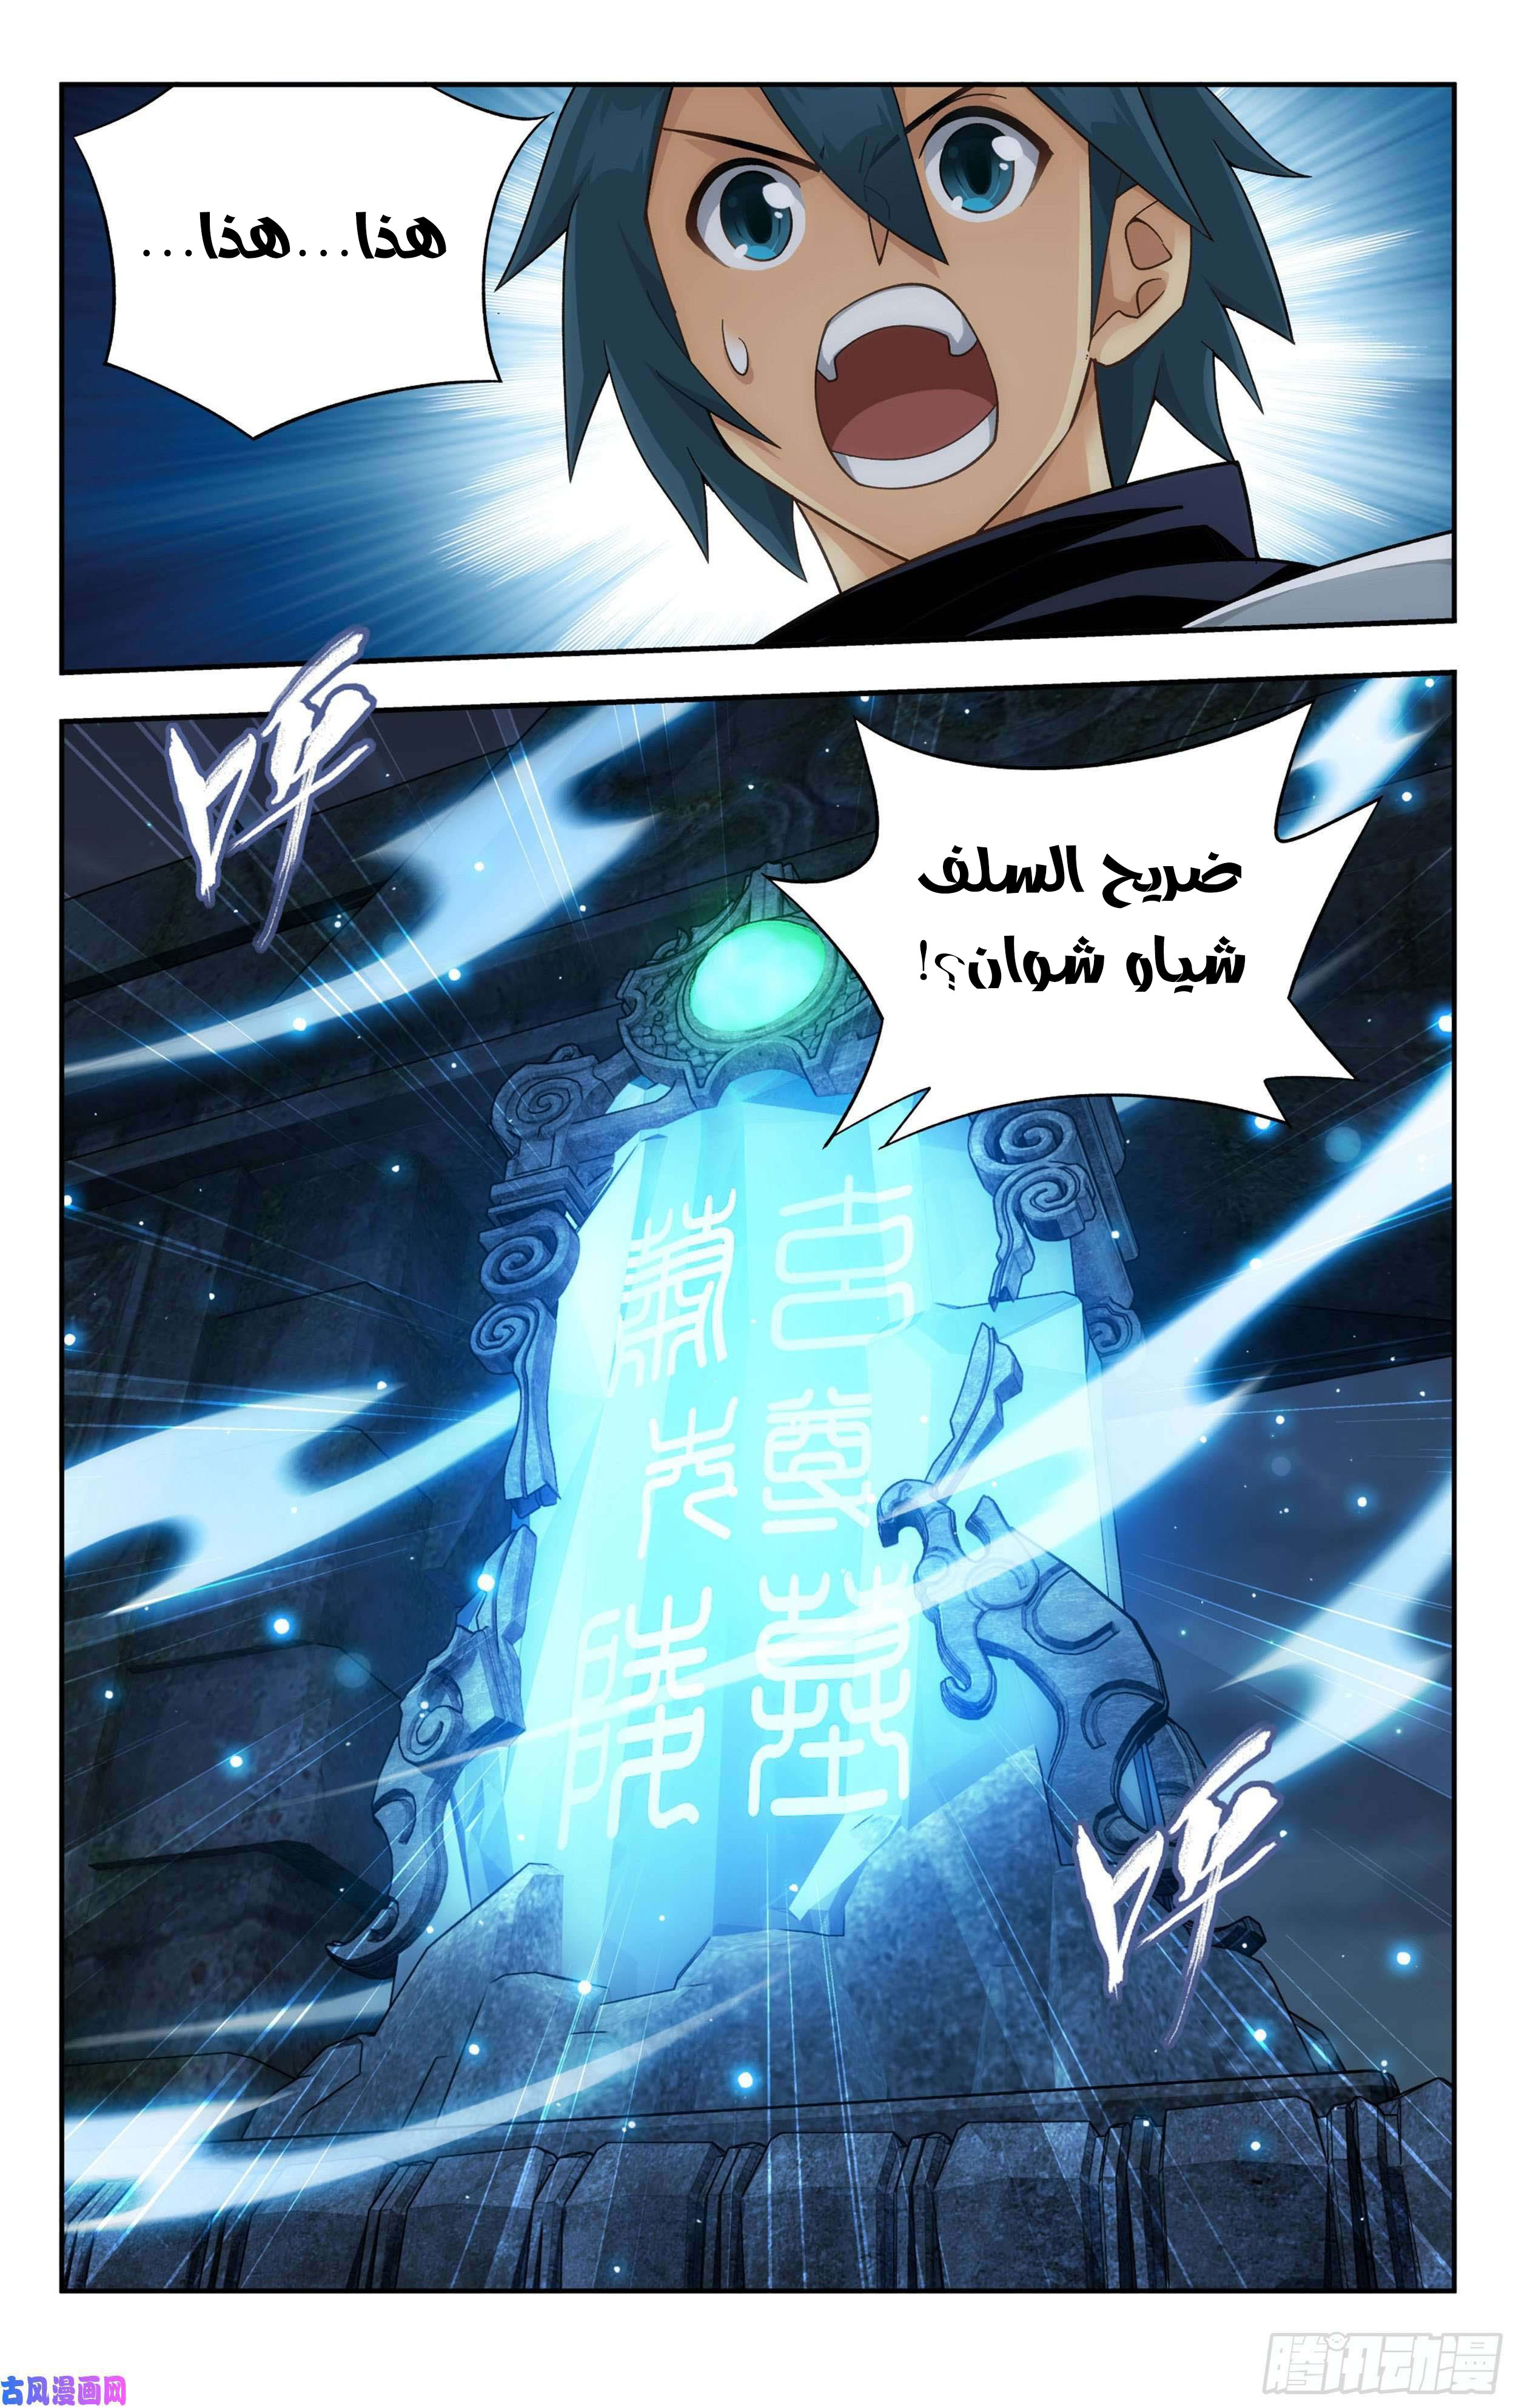 هذا...هذا...
呼
ضريح السلف
شياو شوان؟!
古尊墓
萧玄陵
呼
腾讯动漫
古风漫画网